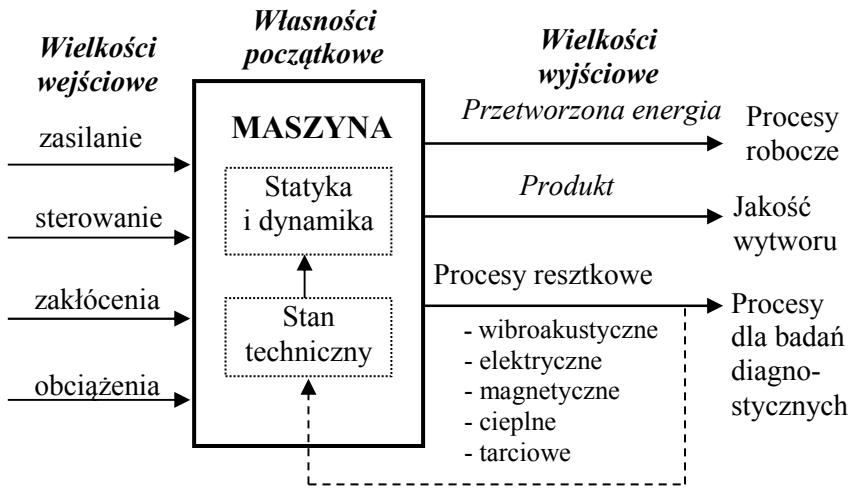 Wielkości
wejściowe
Własności
początkowe
Wielkości
wyjściowe
zasilanie
sterowanie
zakłócenia
obciążenia
MASZYNA
Statyka
i dynamika
Stan
techniczny
Przetworzona energia
Produkt
Procesy resztkowe
- wibroakustyczne
- elektryczne
- magnetyczne
- cieplne
- tarciowe
Procesy
robocze
Jakość
wytworu
Procesy
dla badań
diagno-
stycznych